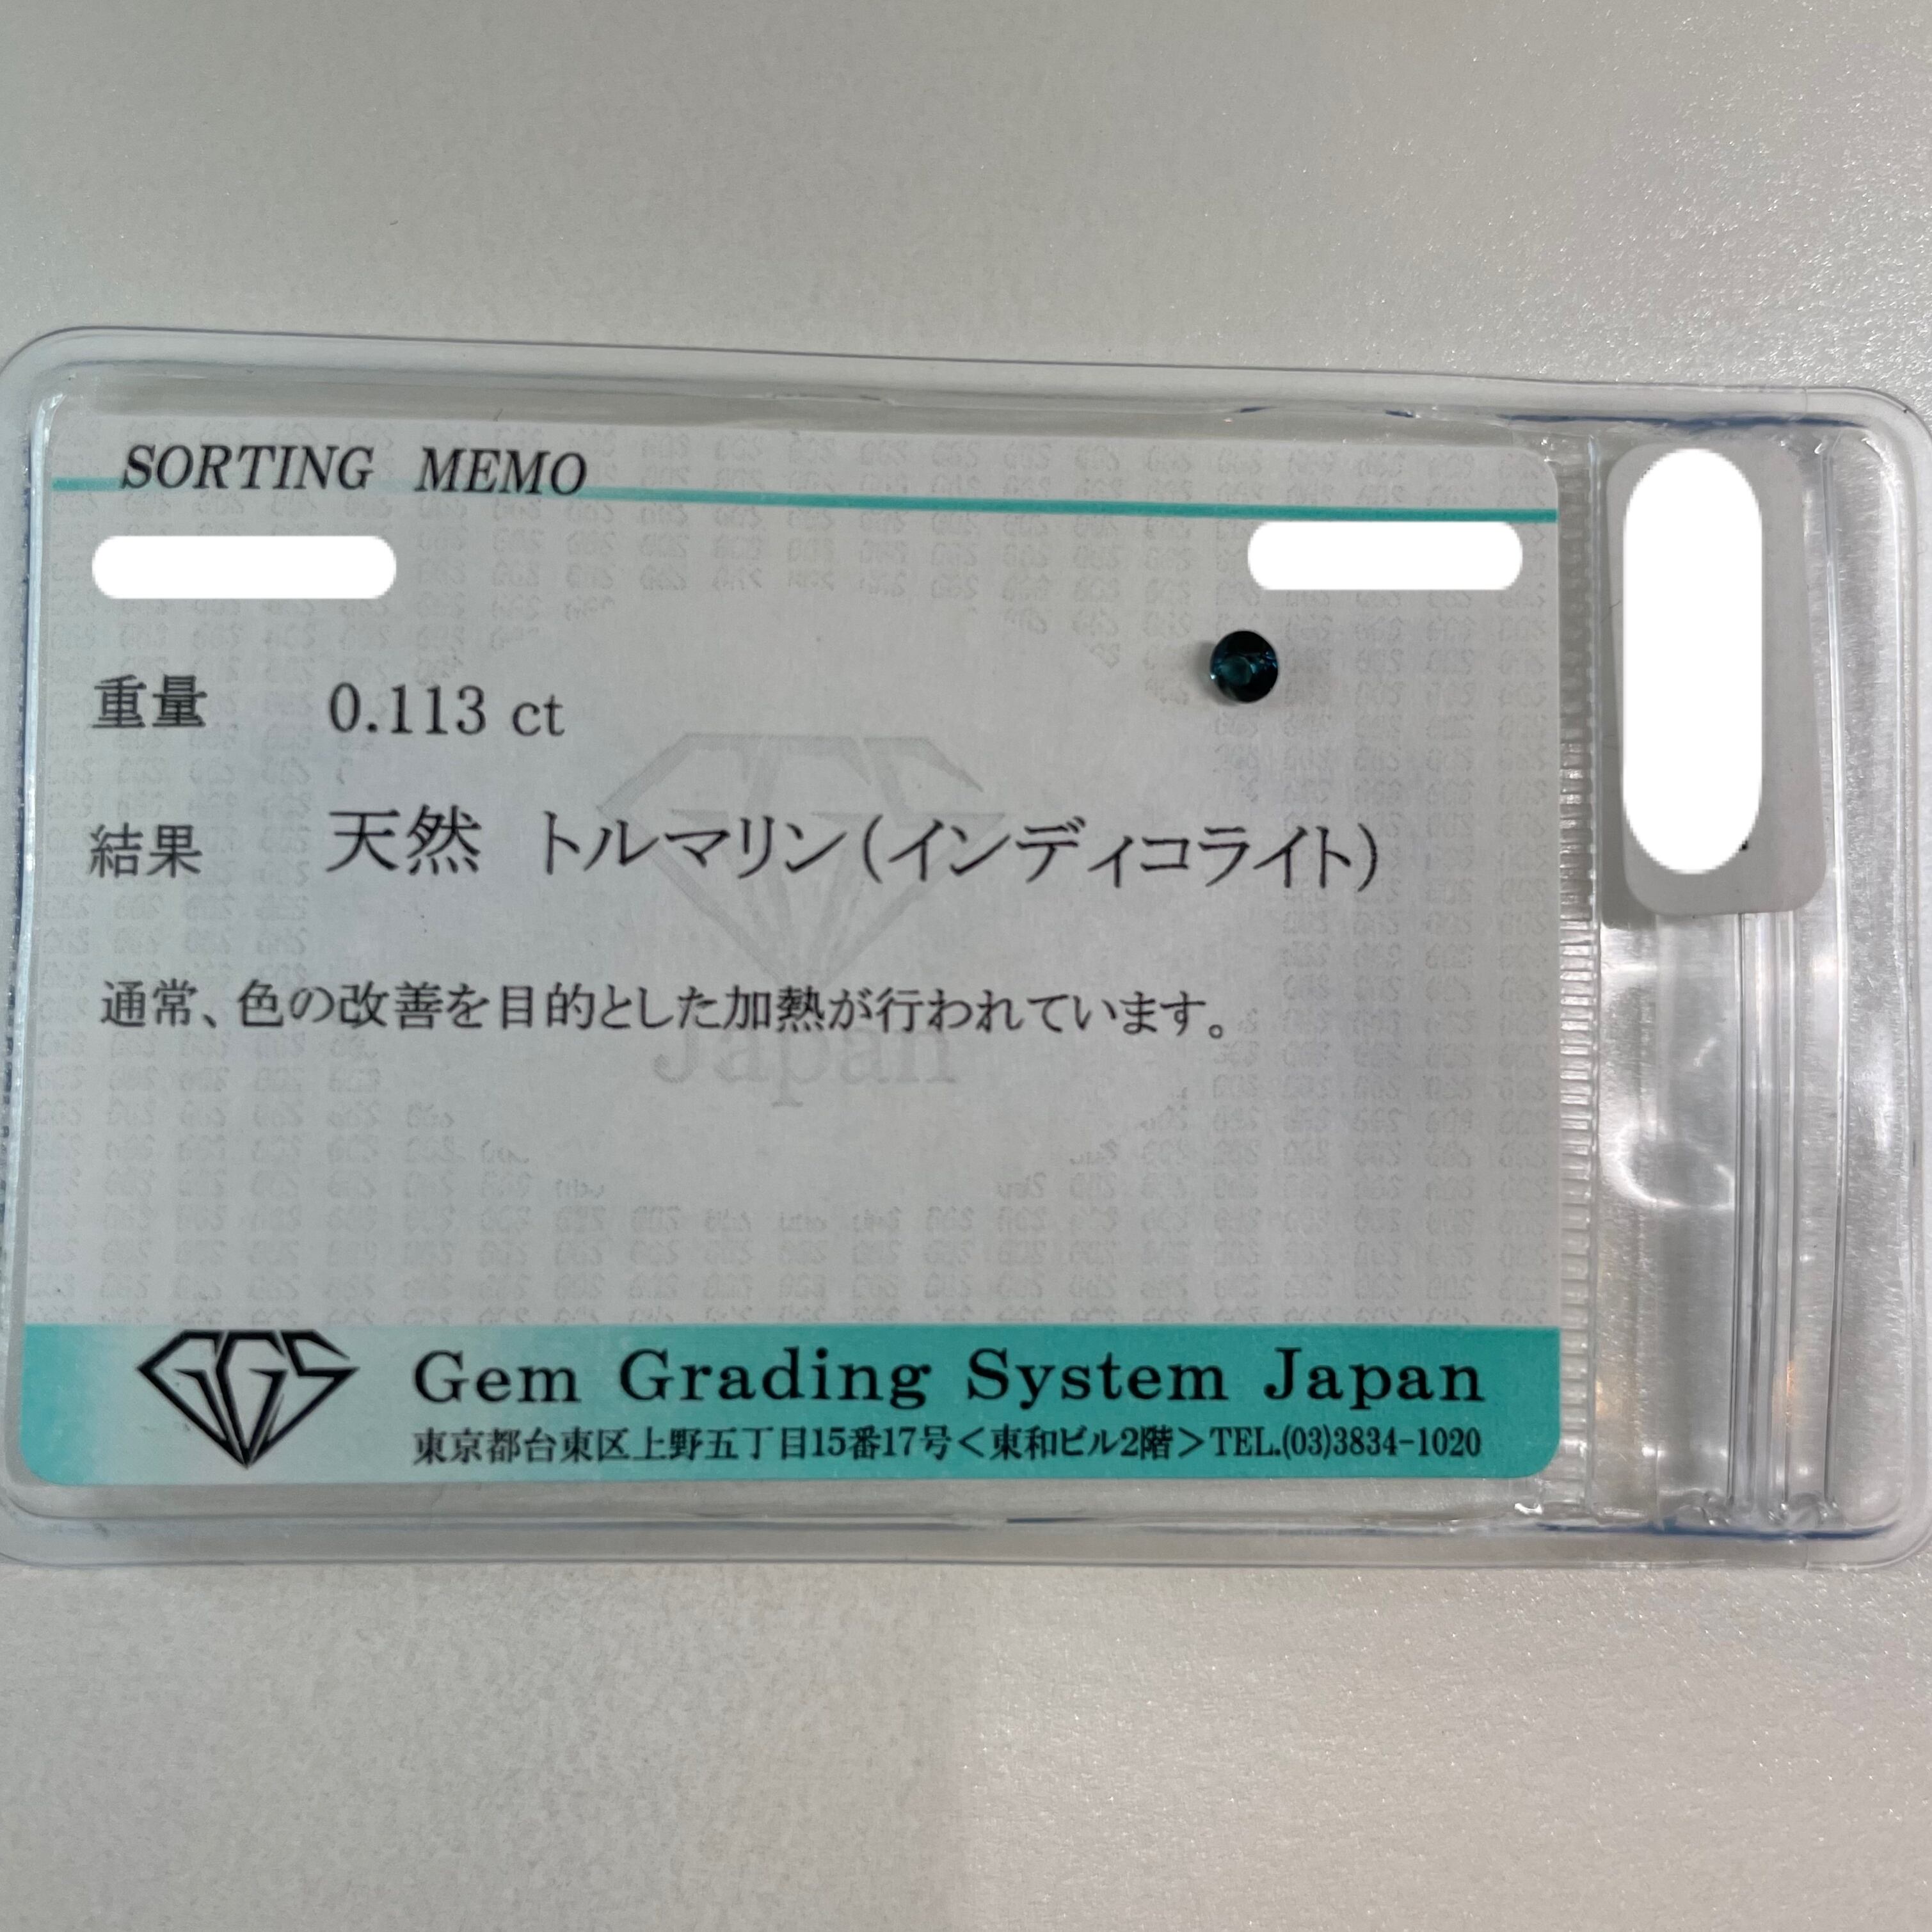 SORTING MEMO
重量 0.113 ct
結果 天然 トルマリン(インディコライト)
通常、色の改善を目的とした加熱が行われています。
Japan
GGS
Gem Grading System Japan
東京都台東区上野五丁目15番17号<東和ビル2階>TEL.(03)3834-1020